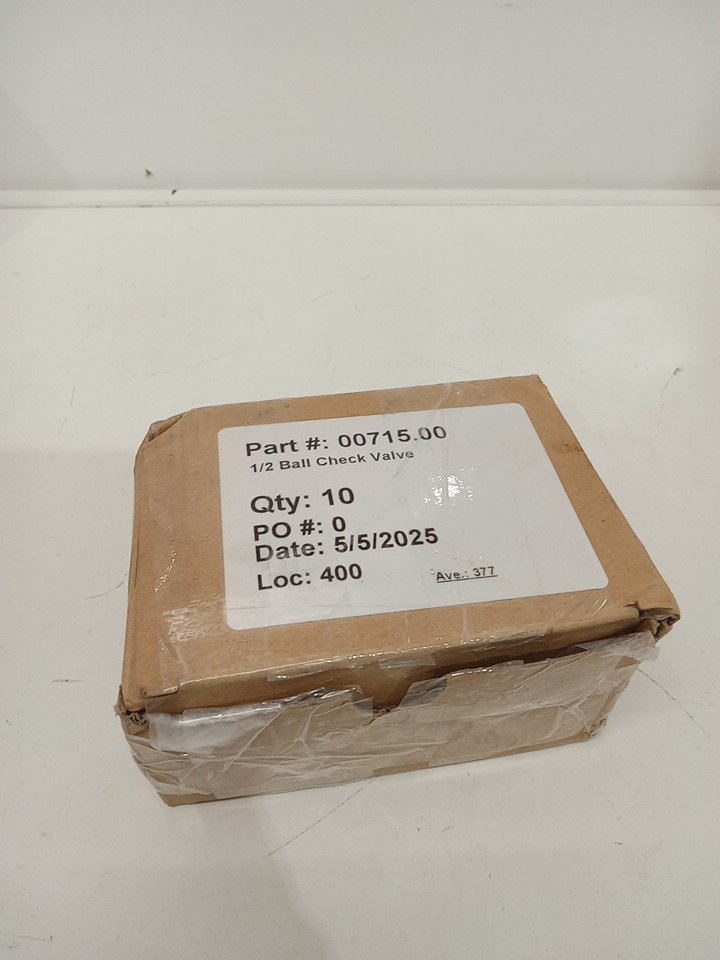 Part #: 00715.00
1/2 Ball Check Valve
Qty: 10
PO #: 0
Date: 5/5/2025
Loc: 400
Ave.: 377